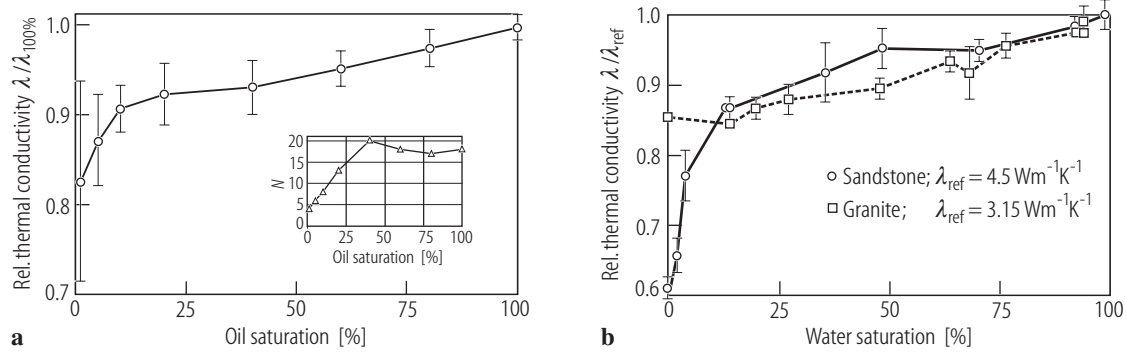 Rel. thermal conductivity λ/λ100%
1.0
0.9
0.8
0.7
0
25
50
75
100
Oil saturation [%]
a
N
20
15
10
5
0
0
25
50
75
100
Oil saturation [%]
Rel. thermal conductivity λ/λref
1.0
0.9
0.8
0.7
0.6
0
25
50
75
100
Water saturation [%]
b
Sandstone; λref = 4.5 Wm⁻¹K⁻¹
Granite; λref = 3.15 Wm⁻¹K⁻¹